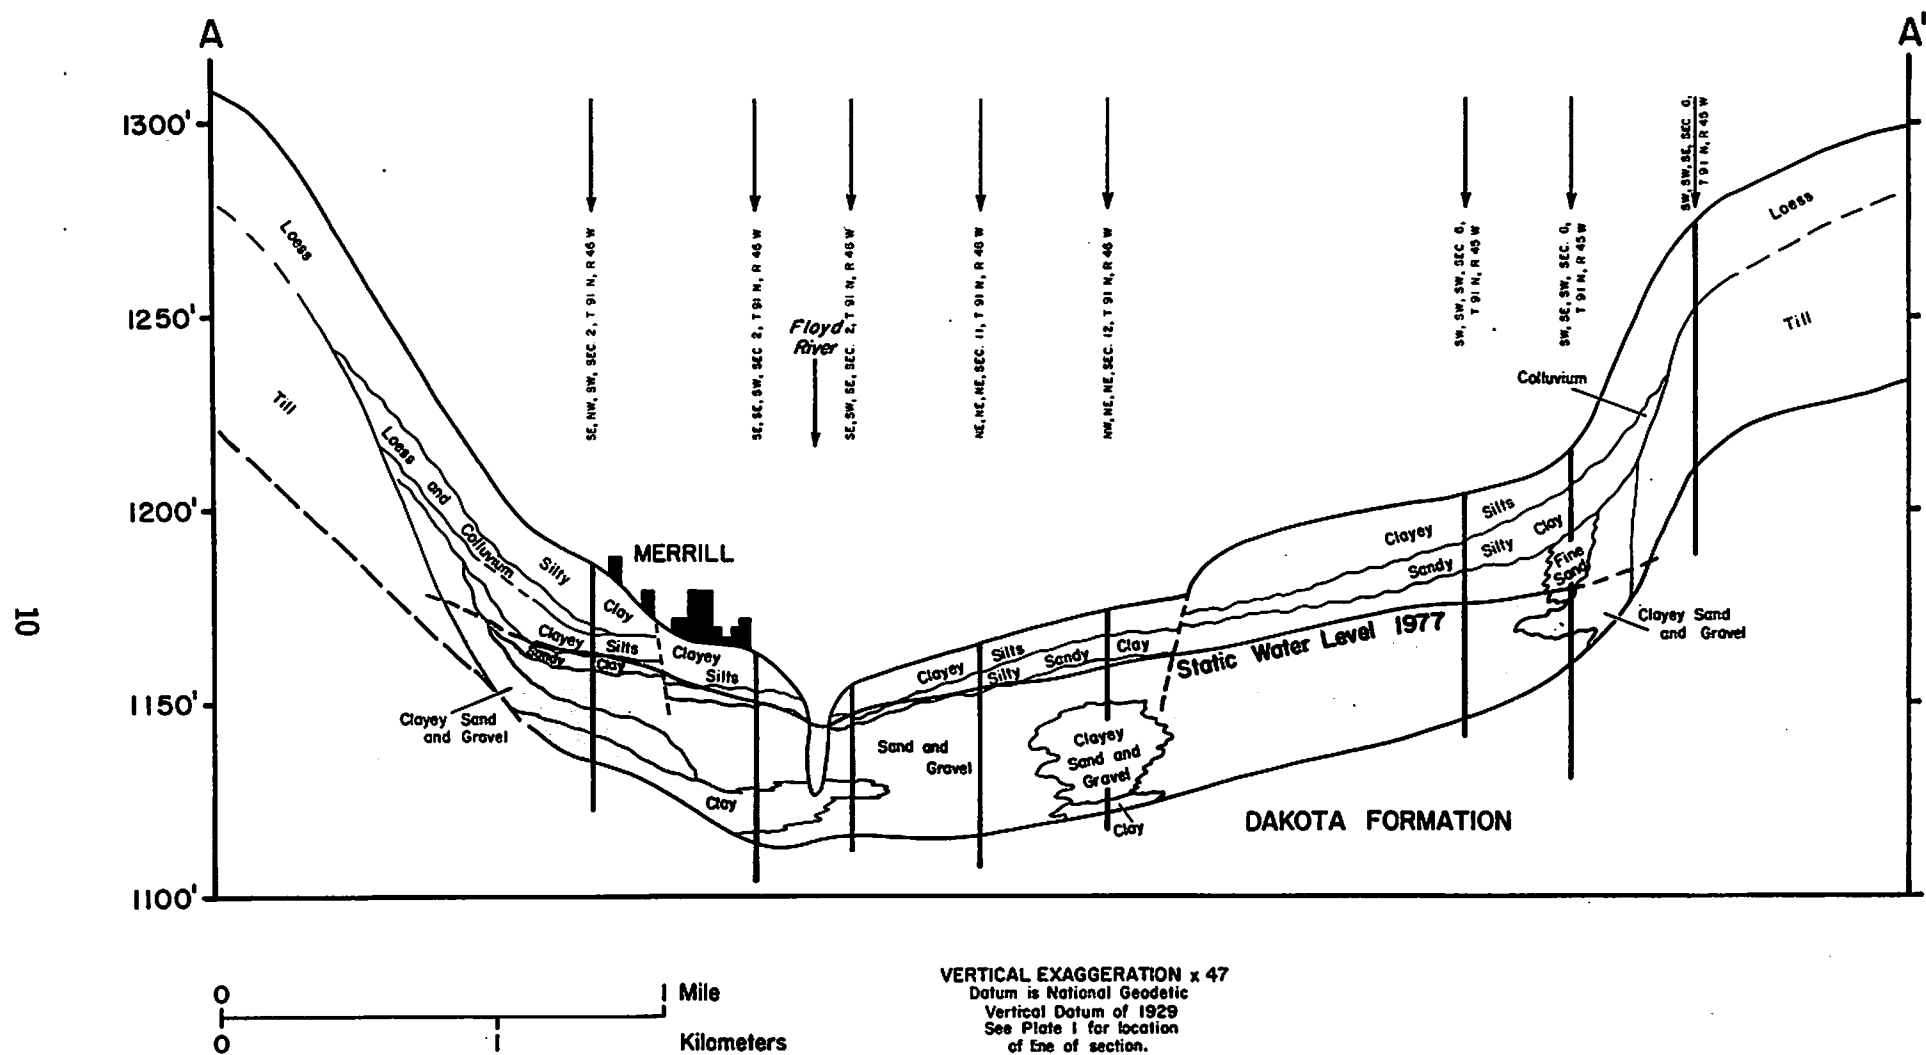 A
A'
1300'
1250'
1200'
1150'
1100'
10
SE, NW, SW, SEC. 2, T 91 N, R 46 W
SE, SE, SW, SEC 2, T 91 N, R 46 W
SE, SW, SE, SEC. 2, T 91 N, R 46 W
NE, NE, NE, SEC. 11, T 91 N, R 46 W
NW, NE, NE, SEC. 12, T 91 N, R 46 W
SW, SW, SW, SEC 6,
T 91 N, R 45 W
SW, SE, SW, SEC 6,
T 91 N, R 45 W
SW, SW, SE, SEC. 6,
T 91 N, R 45 W
Floyd
River
Loess
Till
Loess
and
Colluvium
Silty
Clay
MERRILL
Clayey
Silts
Sandy
Clay
Clayey
Silts
Clayey Sand
and Gravel
Clay
Sand and
Gravel
Clayey
Silts
Silty
Sandy
Clay
Clayey
Sand and
Gravel
Clay
Static Water Level 1977
Clayey
Silts
Sandy
Silty
Clay
Fine
Sand
Colluvium
Loess
Till
Clayey Sand
and Gravel
DAKOTA FORMATION
0 1 Mile
0 1 Kilometers
VERTICAL EXAGGERATION x 47
Datum is National Geodetic
Vertical Datum of 1929
See Plate 1 for location
of Ene of section.